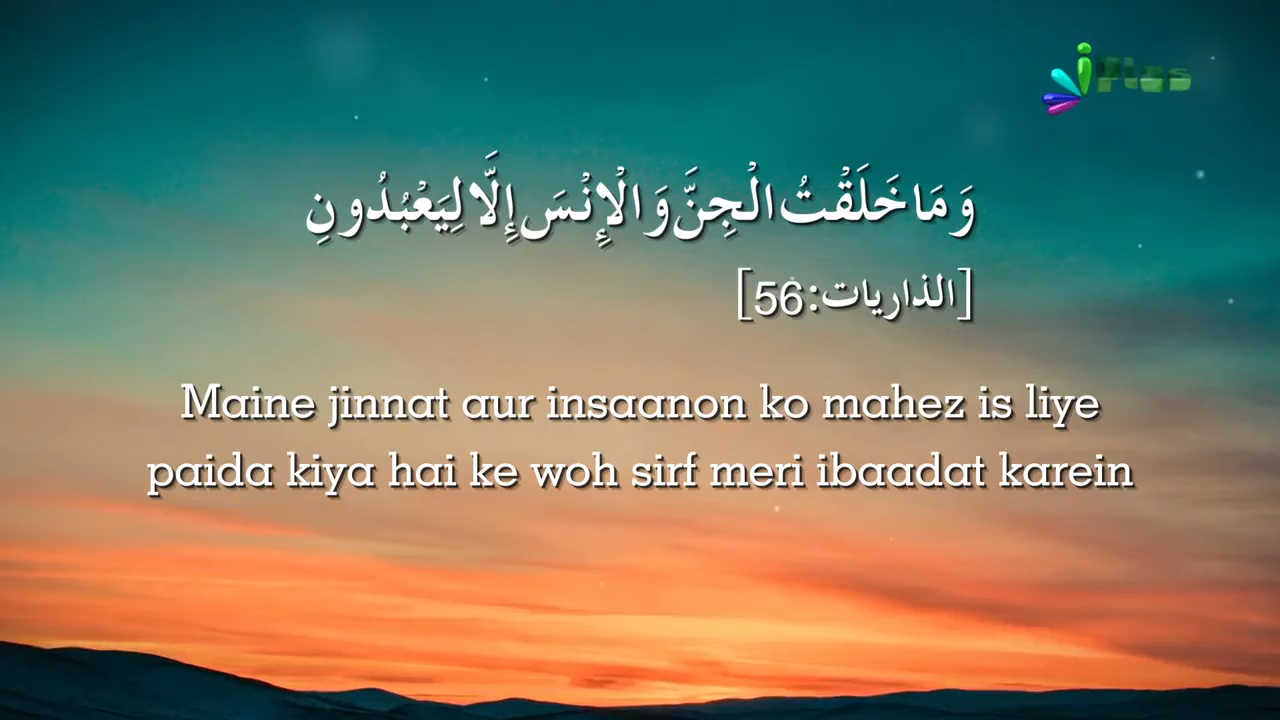 iPlus
وَمَا خَلَقْتُ الْجِنَّ وَالْإِنْسَ إِلَّا لِيَعْبُدُونِ
[الذاريات:56]
Maine jinnat aur insaanon ko mahez is liye
paida kiya hai ke woh sirf meri ibaadat karein